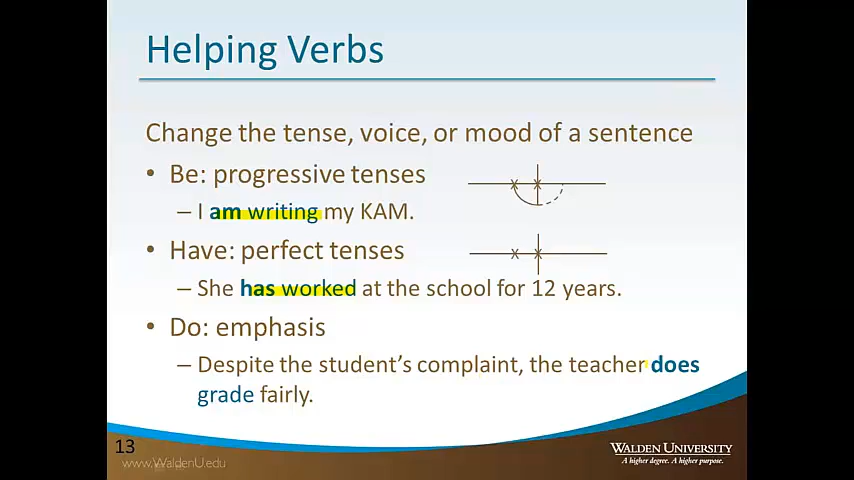 Helping Verbs
Change the tense, voice, or mood of a sentence
• Be: progressive tenses
– I am writing my KAM.
• Have: perfect tenses
– She has worked at the school for 12 years.
• Do: emphasis
– Despite the student's complaint, the teacher does
grade fairly.
13
www.WaldenU.edu
WALDEN UNIVERSITY
A higher degree. A higher purpose.